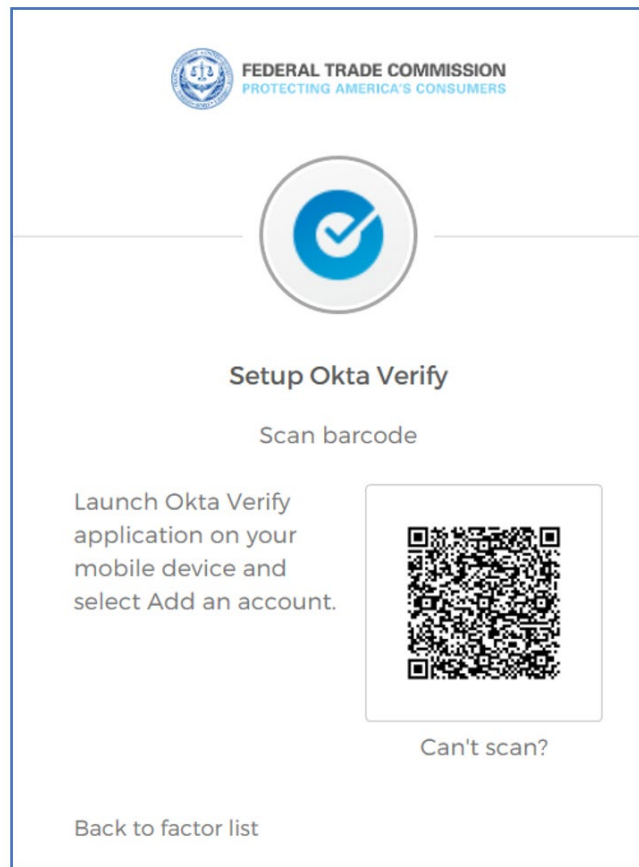 FEDERAL TRADE COMMISSION
PROTECTING AMERICA'S CONSUMERS
Setup Okta Verify
Scan barcode
Launch Okta Verify
application on your
mobile device and
select Add an account.
Can't scan?
Back to factor list